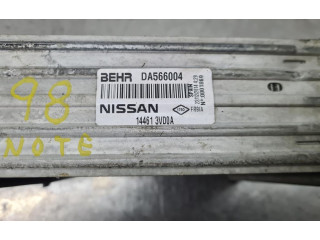 BEHR DA566004
NISSAN
14461 3VD0A
98
NOTE